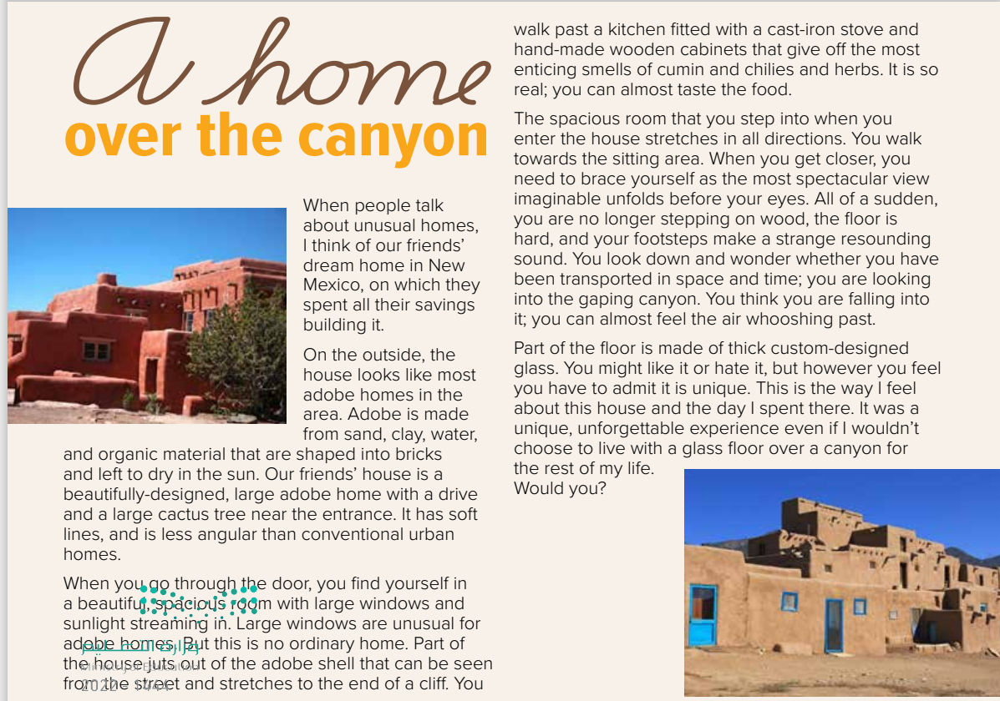 A home
over the canyon
When people talk
about unusual homes,
I think of our friends’
dream home in New
Mexico, on which they
spent all their savings
building it.
On the outside, the
house looks like most
adobe homes in the
area. Adobe is made
from sand, clay, water,
and organic material that are shaped into bricks
and left to dry in the sun. Our friends’ house is a
beautifully-designed, large adobe home with a drive
and a large cactus tree near the entrance. It has soft
lines, and is less angular than conventional urban
homes.
When you go through the door, you find yourself in
a beautiful, spacious room with large windows and
sunlight streaming in. Large windows are unusual for
adobe homes. But this is no ordinary home. Part of
the house juts out of the adobe shell that can be seen
from the street and stretches to the end of a cliff. You
walk past a kitchen fitted with a cast-iron stove and
hand-made wooden cabinets that give off the most
enticing smells of cumin and chilies and herbs. It is so
real; you can almost taste the food.
The spacious room that you step into when you
enter the house stretches in all directions. You walk
towards the sitting area. When you get closer, you
need to brace yourself as the most spectacular view
imaginable unfolds before your eyes. All of a sudden,
you are no longer stepping on wood, the floor is
hard, and your footsteps make a strange resounding
sound. You look down and wonder whether you have
been transported in space and time; you are looking
into the gaping canyon. You think you are falling into
it; you can almost feel the air whooshing past.
Part of the floor is made of thick custom-designed
glass. You might like it or hate it, but however you feel
you have to admit it is unique. This is the way I feel
about this house and the day I spent there. It was a
unique, unforgettable experience even if I wouldn’t
choose to live with a glass floor over a canyon for
the rest of my life.
Would you?
وزارة التعليم
Ministry of Education
2022 - 1444